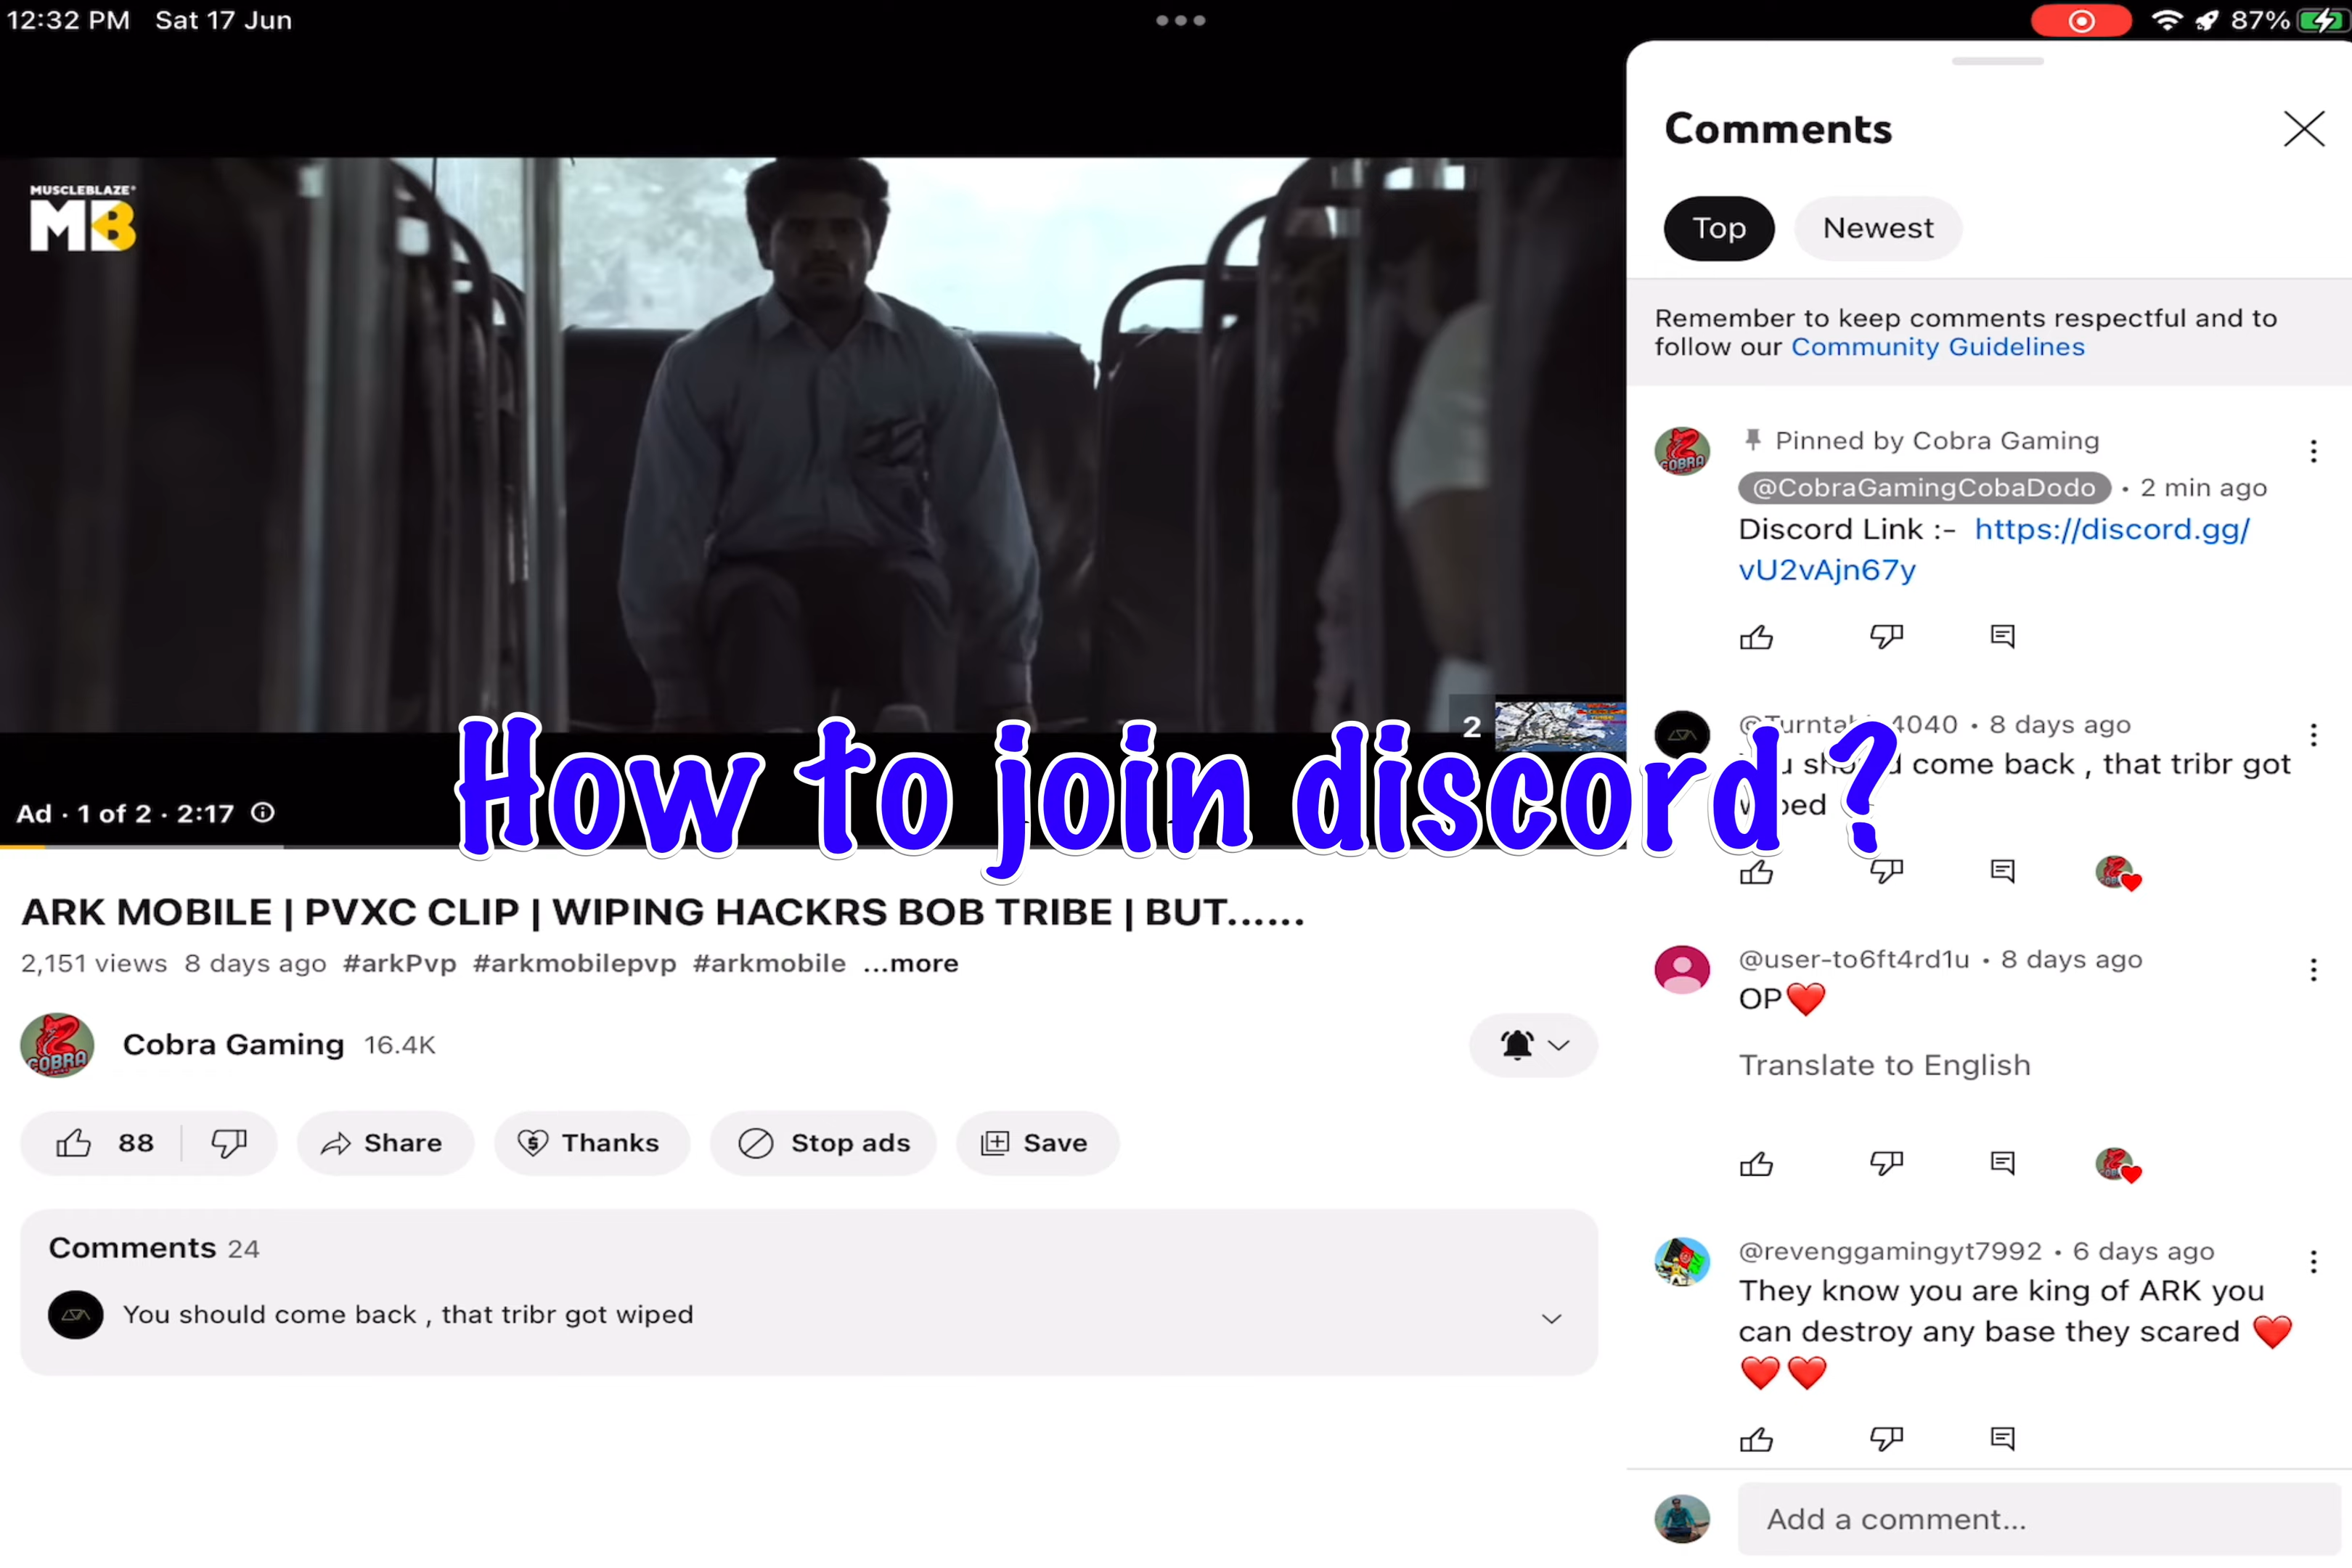 12:32 PM Sat 17 Jun
87%
MUSCLEBLAZE
MB
2
Ad · 1 of 2 · 2:17
How to join discord ?
ARK MOBILE | PVXC CLIP | WIPING HACKRS BOB TRIBE | BUT......
2,151 views 8 days ago #arkPvp #arkmobilepvp #arkmobile ...more
COBRA
Cobra Gaming 16.4K
88
Share
Thanks
Stop ads
Save
Comments 24
You should come back , that tribr got wiped
Comments
Top
Newest
Remember to keep comments respectful and to
follow our Community Guidelines
COBRA
Pinned by Cobra Gaming
@CobraGamingCobaDodo • 2 min ago
Discord Link :- https://discord.gg/
vU2vAjn67y
4040 • 8 days ago
come back , that tribr got
@user-to6ft4rd1u • 8 days ago
OP❤️
Translate to English
@revenggamingyt7992 • 6 days ago
They know you are king of ARK you
can destroy any base they scared ❤️
❤️❤️
Add a comment...